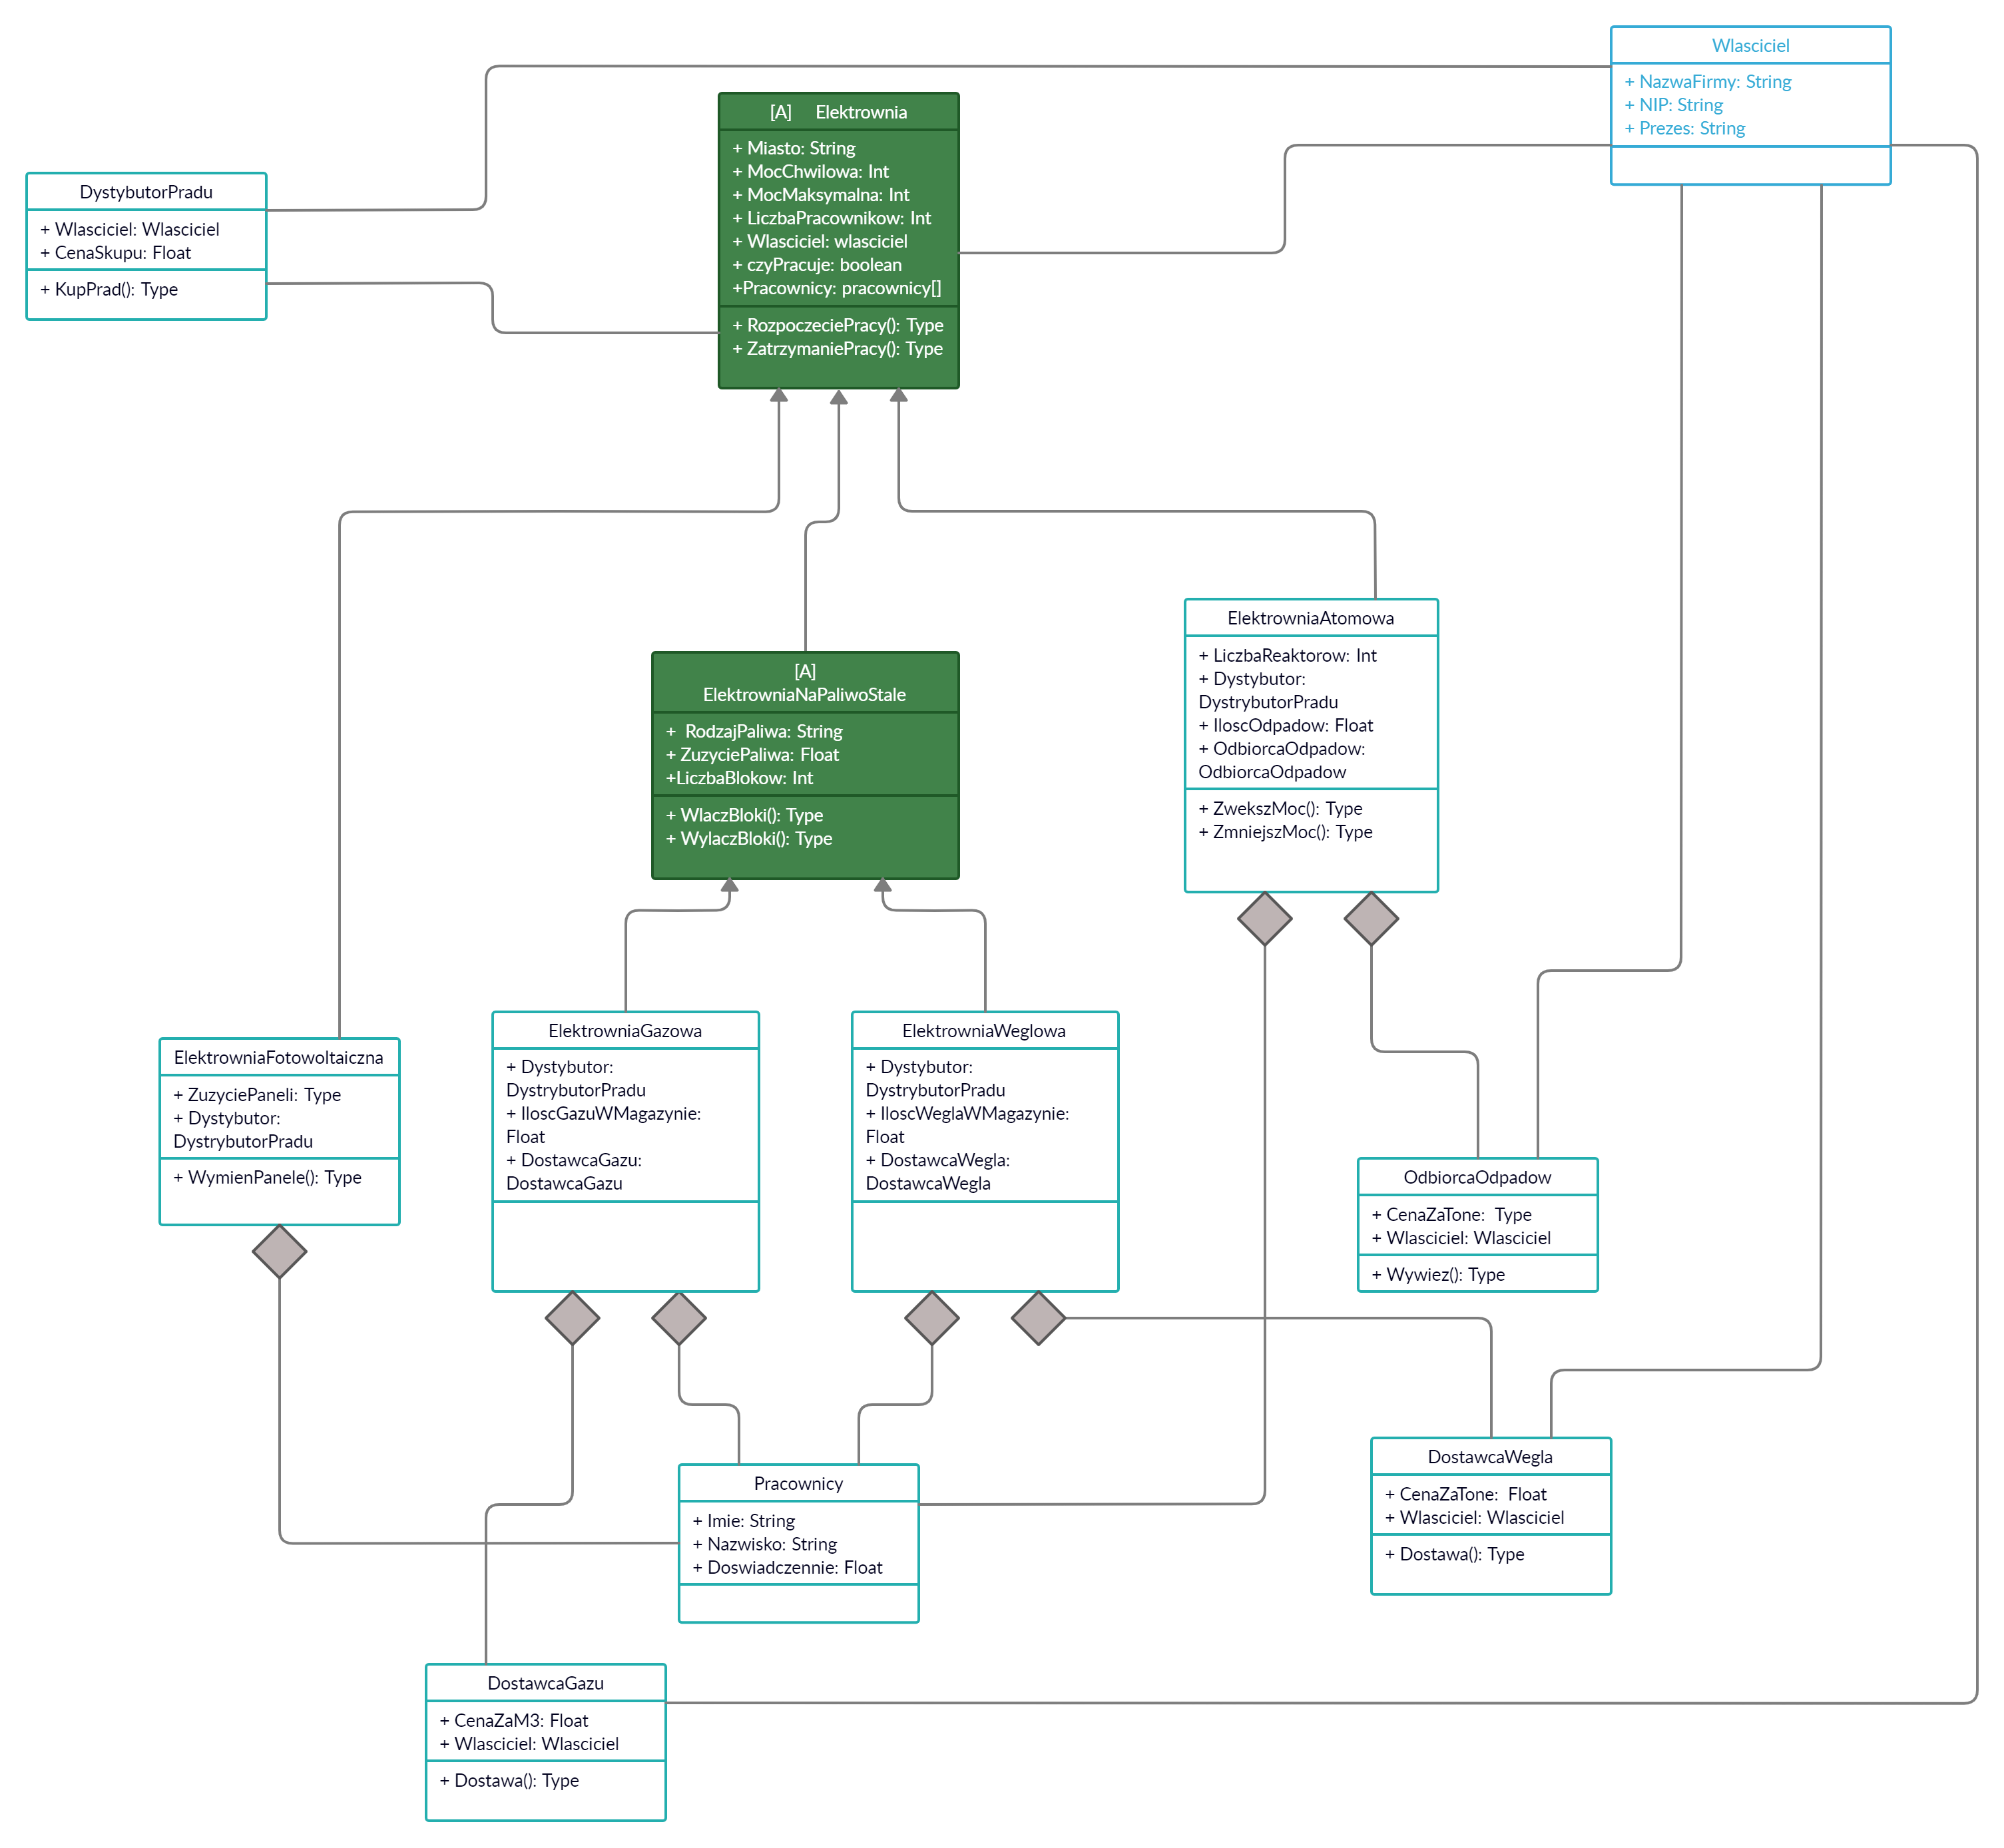 Wlasciciel
+ NazwaFirmy: String
+ NIP: String
+ Prezes: String
[A] Elektrownia
+ Miasto: String
+ MocChwilowa: Int
+ MocMaksymalna: Int
+ LiczbaPracownikow: Int
+ Wlasciciel: wlasciciel
+ czyPracuje: boolean
+Pracownicy: pracownicy[]
+ RozpoczeciePracy(): Type
+ ZatrzymaniePracy(): Type
DystybutorPradu
+ Wlasciciel: Wlasciciel
+ CenaSkupu: Float
+ KupPrad(): Type
ElektrowniaAtomowa
+ LiczbaReaktorow: Int
+ Dystybutor:
DystrybutorPradu
+ IloscOdpadow: Float
+ OdbiorcaOdpadow:
OdbiorcaOdpadow
+ ZwekszMoc(): Type
+ ZmniejszMoc(): Type
[A]
ElektrowniaNaPaliwoStale
+ RodzajPaliwa: String
+ ZuzyciePaliwa: Float
+LiczbaBlokow: Int
+ WlaczBloki(): Type
+ WylaczBloki(): Type
ElektrowniaFotowoltaiczna
+ ZuzyciePaneli: Type
+ Dystybutor:
DystrybutorPradu
+ WymienPanele(): Type
ElektrowniaGazowa
+ Dystybutor:
DystrybutorPradu
+ IloscGazuWMagazynie:
Float
+ DostawcaGazu:
DostawcaGazu
ElektrowniaWeglowa
+ Dystybutor:
DystrybutorPradu
+ IloscWeglaWMagazynie:
Float
+ DostawcaWegla:
DostawcaWegla
OdbiorcaOdpadow
+ CenaZaTone: Type
+ Wlasciciel: Wlasciciel
+ Wywiez(): Type
Pracownicy
+ Imie: String
+ Nazwisko: String
+ Doswiadczennie: Float
DostawcaWegla
+ CenaZaTone: Float
+ Wlasciciel: Wlasciciel
+ Dostawa(): Type
DostawcaGazu
+ CenaZaM3: Float
+ Wlasciciel: Wlasciciel
+ Dostawa(): Type